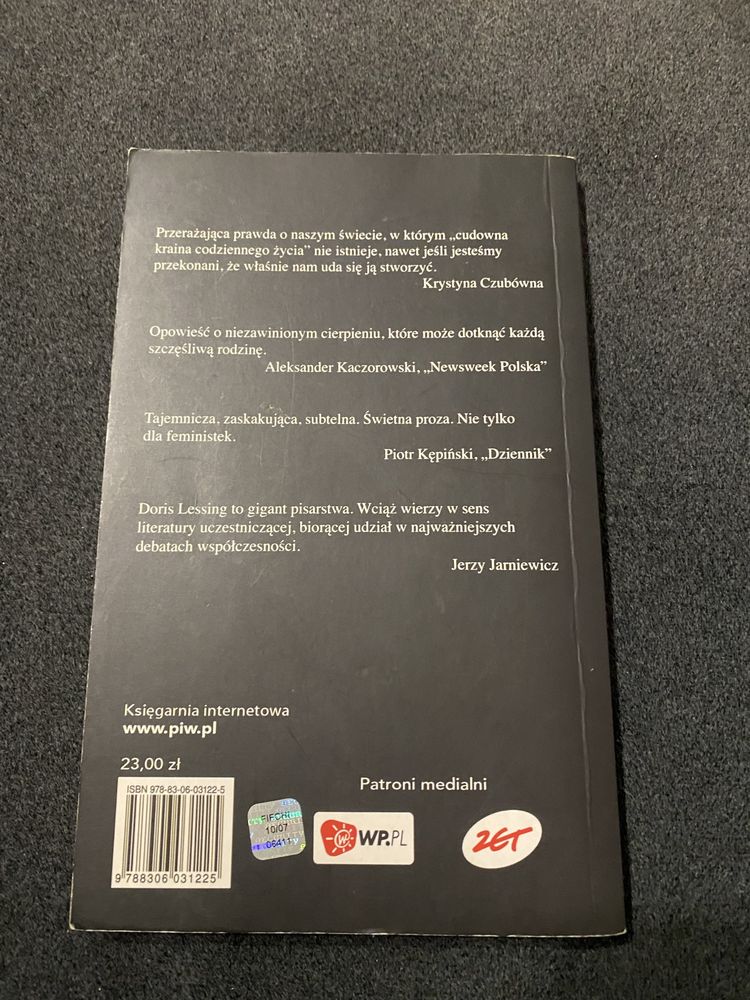 Przerażająca prawda o naszym świecie, w którym „cudowna
kraina codziennego życia” nie istnieje, nawet jeśli jesteśmy
przekonani, że właśnie nam uda się ją stworzyć.
Krystyna Czubówna
Opowieść o niezawinionym cierpieniu, które może dotknąć każdą
szczęśliwą rodzinę.
Aleksander Kaczorowski, „Newsweek Polska”
Tajemnicza, zaskakująca, subtelna. Świetna proza. Nie tylko
dla feministek.
Piotr Kępiński, „Dziennik”
Doris Lessing to gigant pisarstwa. Wciąż wierzy w sens
literatury uczestniczącej, biorącej udział w najważniejszych
debatach współczesności.
Jerzy Jarniewicz
Księgarnia internetowa
www.piw.pl
23,00 zł
Patroni medialni
ISBN 978-83-06-03122-5
9 788306 031225
10/07
06411
WP.PL
ZET